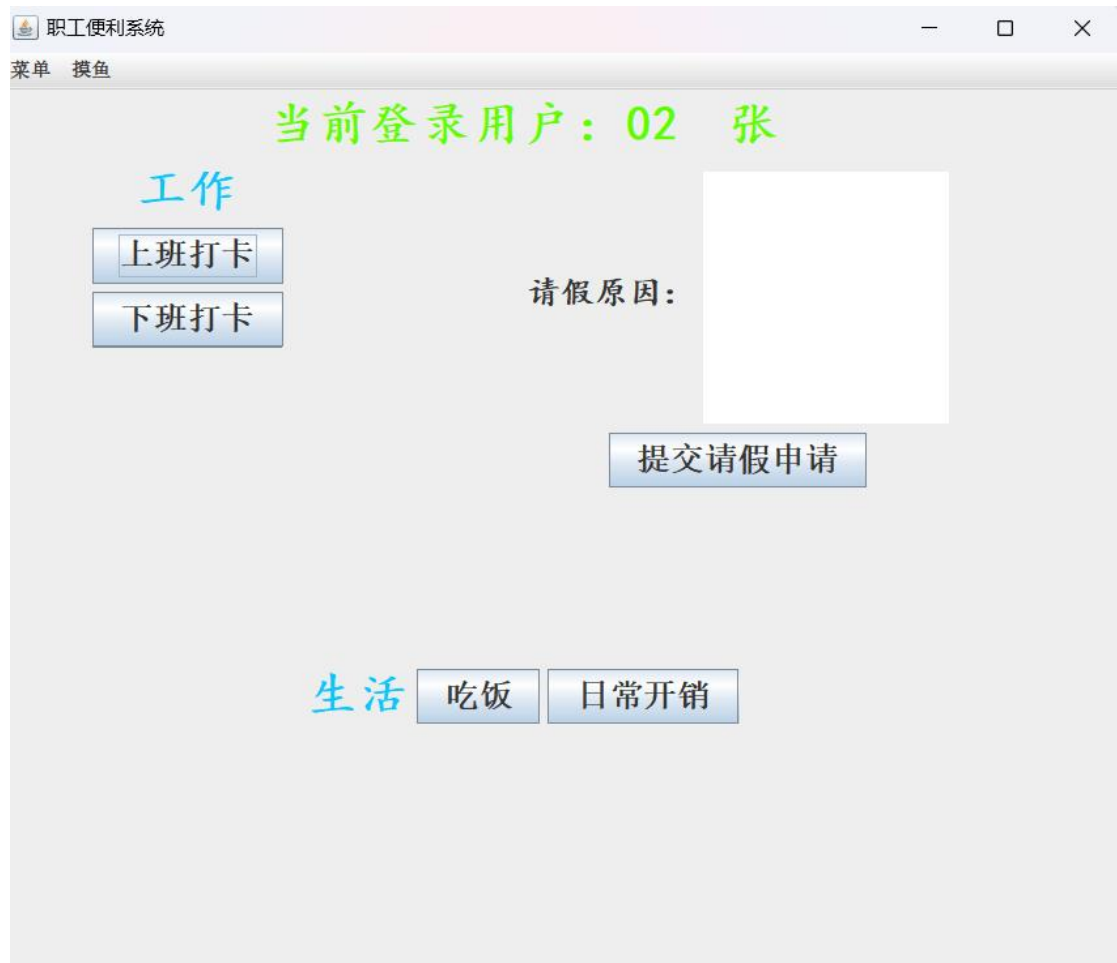 职工便利系统
菜单 摸鱼
当前登录用户：02 张
工作
上班打卡
下班打卡
请假原因：
提交请假申请
生活 吃饭 日常开销